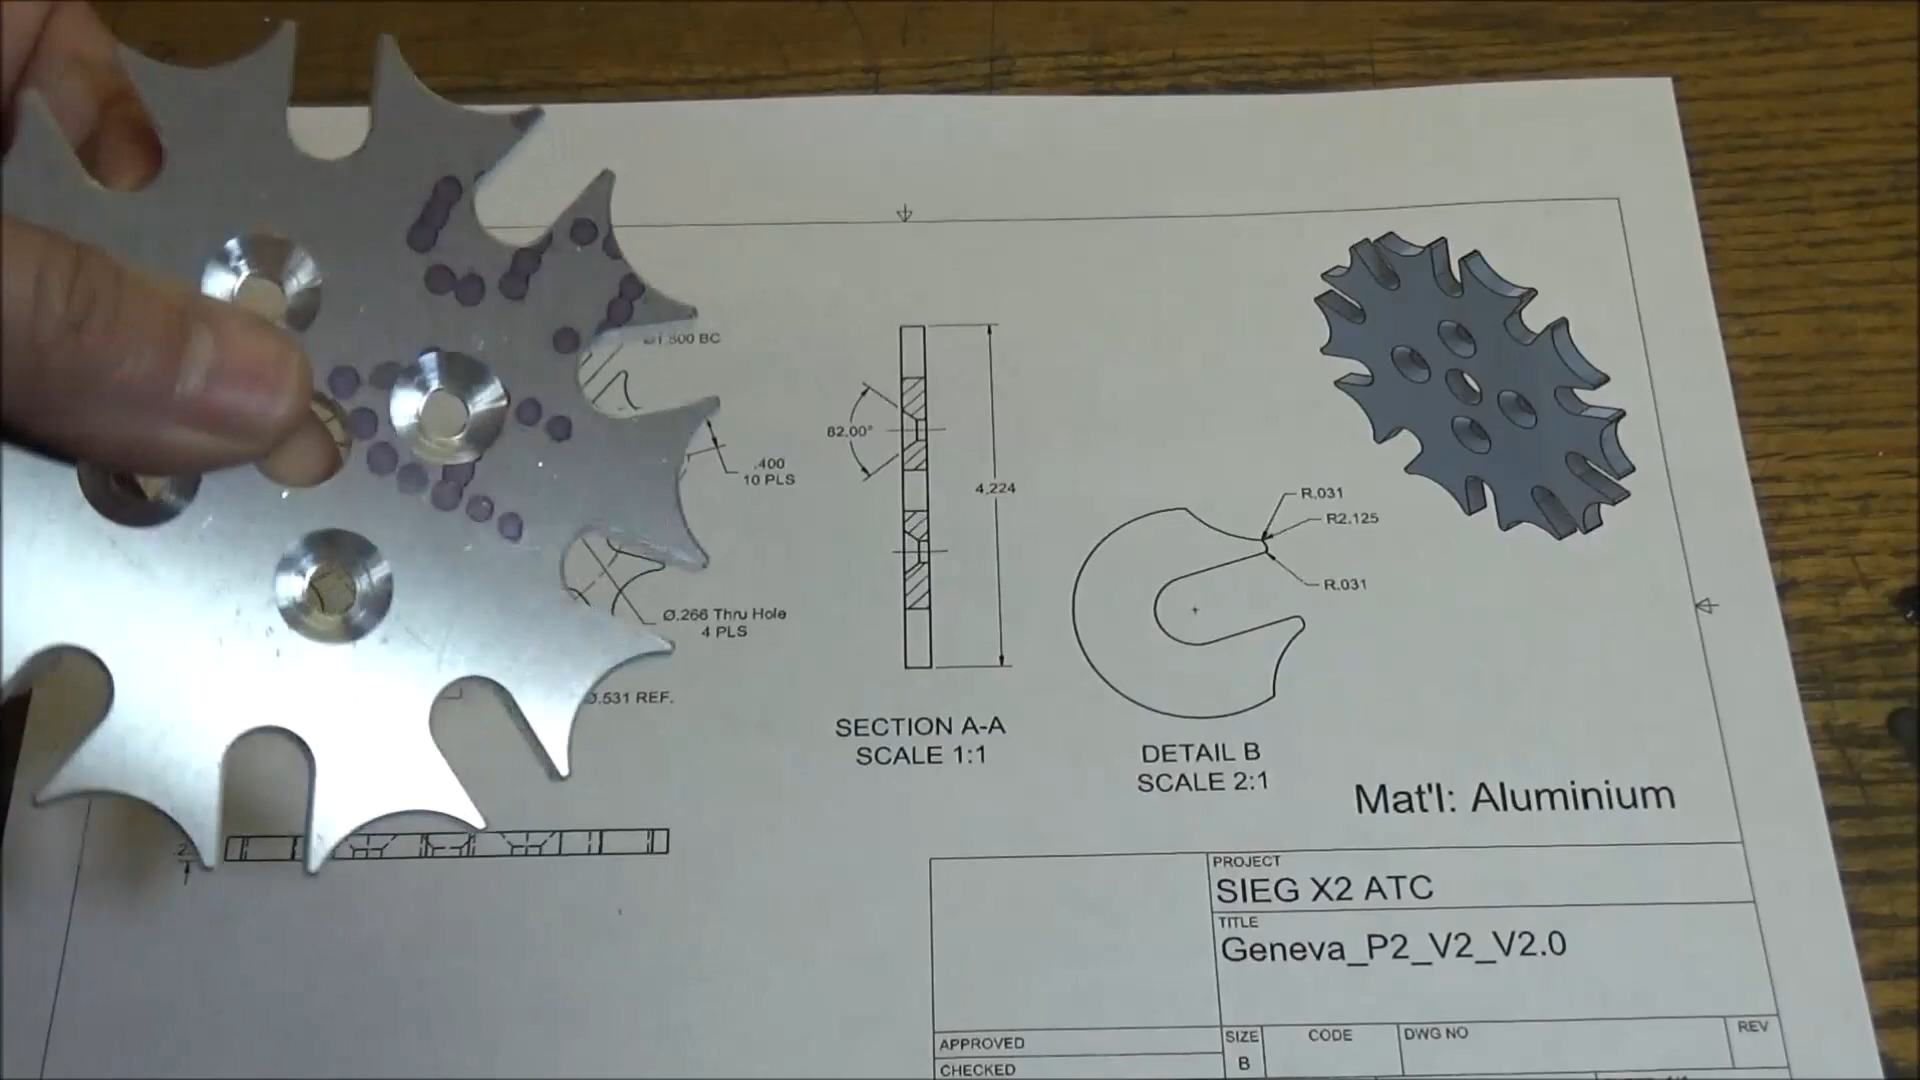 Ø1.500 BC
.400
10 PLS
Ø.266 Thru Hole
4 PLS
Ø.531 REF.
82.00°
4.224
SECTION A-A
SCALE 1:1
R.031
R2.125
R.031
DETAIL B
SCALE 2:1
Mat'l: Aluminium
PROJECT
SIEG X2 ATC
TITLE
Geneva_P2_V2_V2.0
APPROVED
CHECKED
SIZE
B
CODE
DWG NO
REV